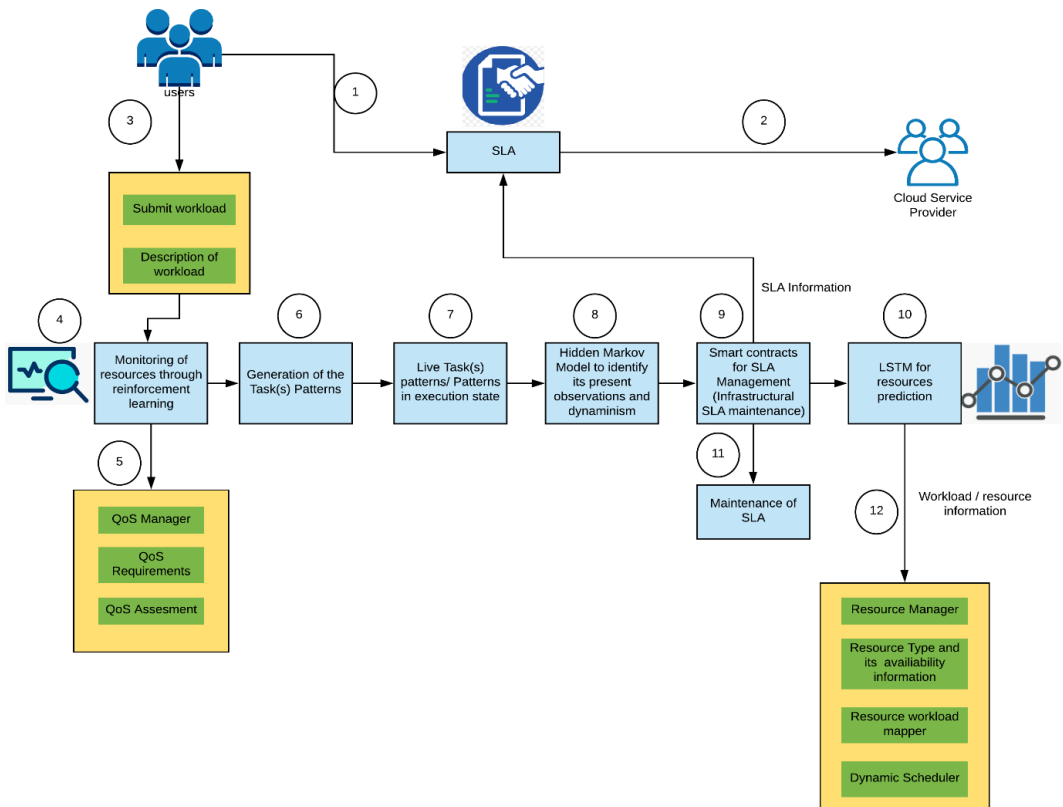 users
1
SLA
2
Cloud Service
Provider
3
Submit workload
Description of
workload
SLA Information
4
Monitoring of
resources through
reinforcement
learning
6
Generation of the
Task(s) Patterns
7
Live Task(s)
patterns/ Patterns
in execution state
8
Hidden Markov
Model to identify
its present
observations and
dynaminism
9
Smart contracts
for SLA
Management
(Infrastructural
SLA maintenance)
10
LSTM for
resources
prediction
5
QoS Manager
QoS
Requirements
QoS Assesment
11
Maintenance of
SLA
12
Workload / resource
information
Resource Manager
Resource Type and
its availiability
information
Resource workload
mapper
Dynamic Scheduler